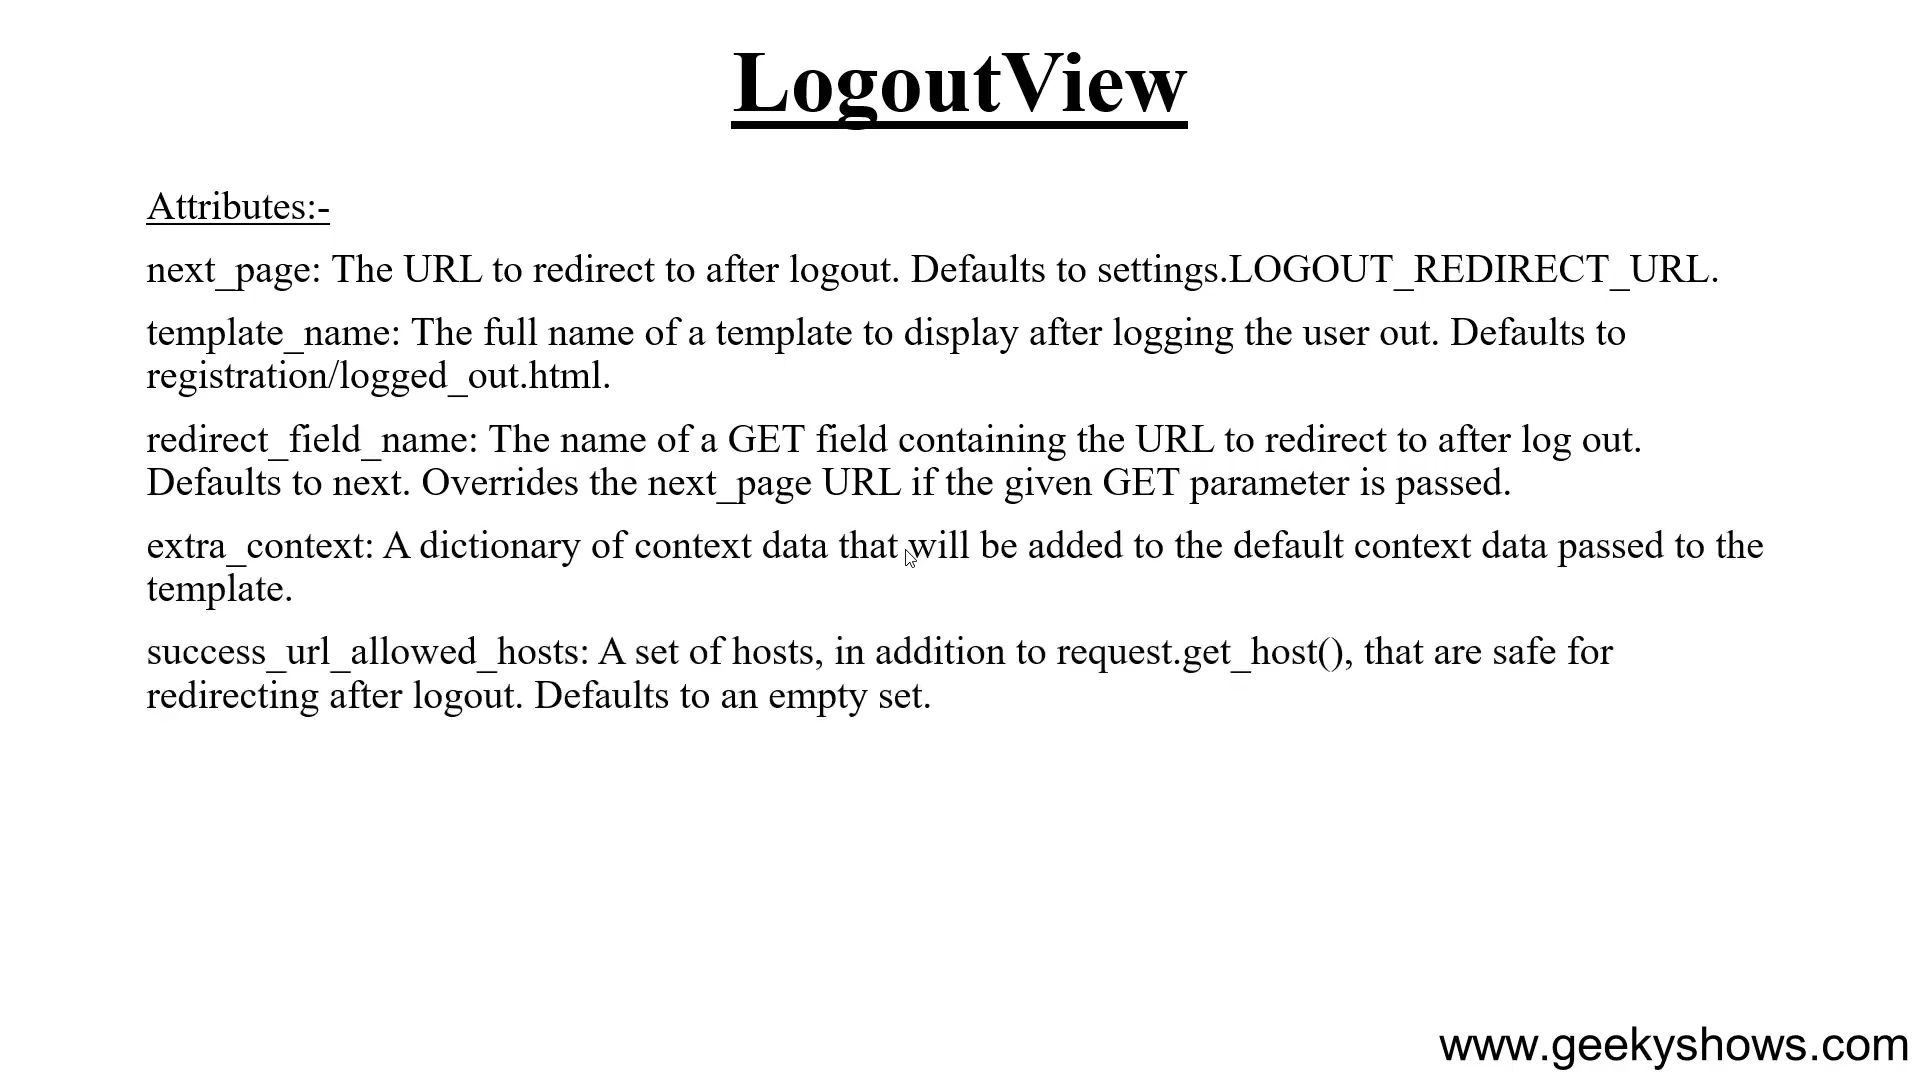 LogoutView
Attributes:-
next_page: The URL to redirect to after logout. Defaults to settings.LOGOUT_REDIRECT_URL.
template_name: The full name of a template to display after logging the user out. Defaults to
registration/logged_out.html.
redirect_field_name: The name of a GET field containing the URL to redirect to after log out.
Defaults to next. Overrides the next_page URL if the given GET parameter is passed.
extra_context: A dictionary of context data that will be added to the default context data passed to the
template.
success_url_allowed_hosts: A set of hosts, in addition to request.get_host(), that are safe for
redirecting after logout. Defaults to an empty set.
www.geekyshows.com